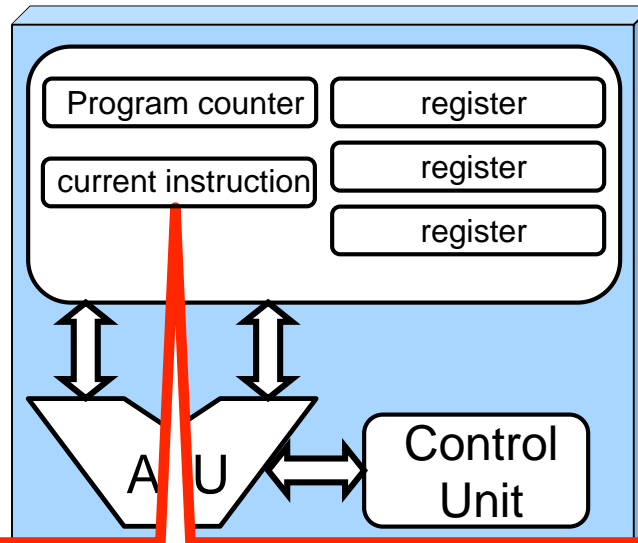 Program counter
register
current instruction
register
register
A U
Control
Unit